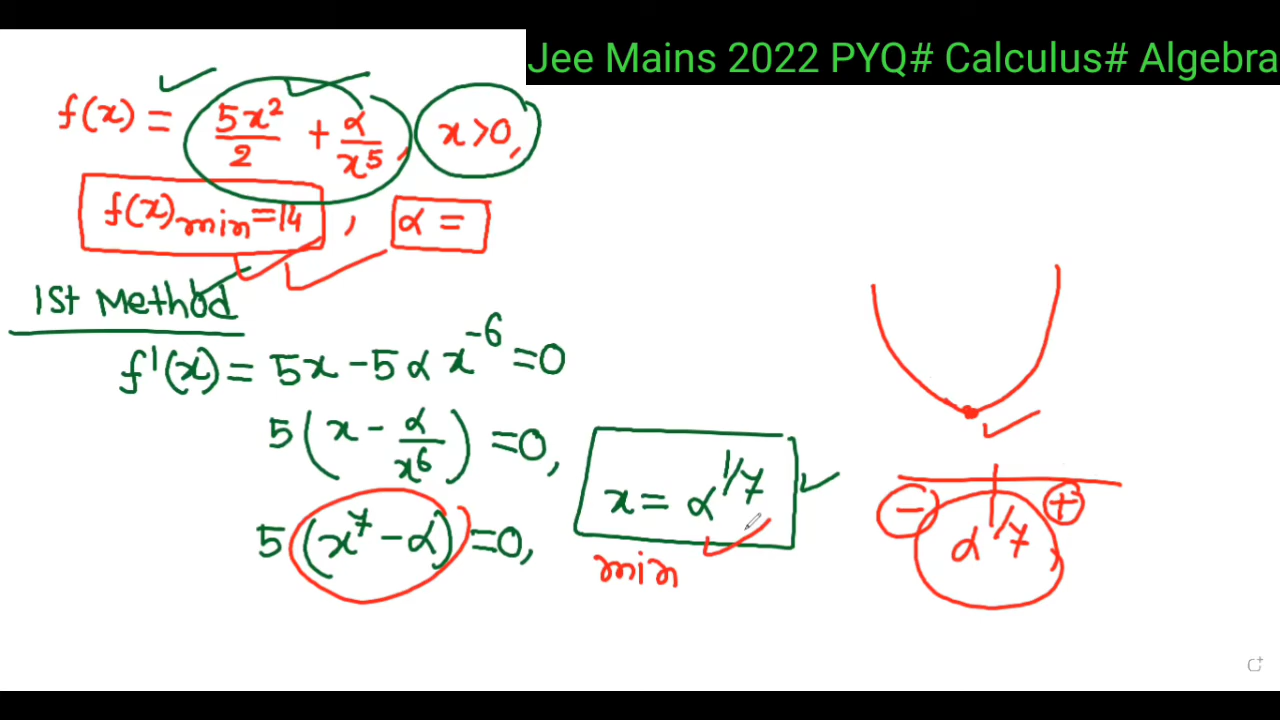 Jee Mains 2022 PYQ# Calculus# Algebra
f(x) = 5x²/2 + α/x⁵, x>0,
f(x)min = 14, α =
1st Method
f'(x) = 5x - 5αx⁻⁶ = 0
5(x - α/x⁶) = 0,
5(x⁷ - α) = 0, x = α^1/7
min
- +
α^1/7,